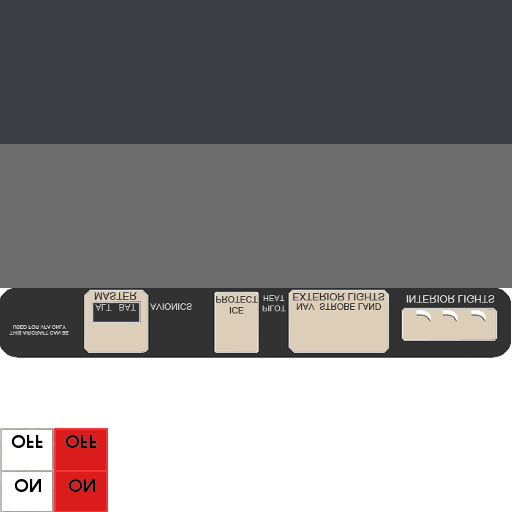 ON ON
OFF OFF
THIS AIRCRAFT CAN BE
USED FOR VFR ONLY
ALT BAT
MASTER
AVIONICS
ICE
PROTECT
PILOT
HEAT
NAV STROBE LAND
EXTERIOR LIGHTS
INTERIOR LIGHTS